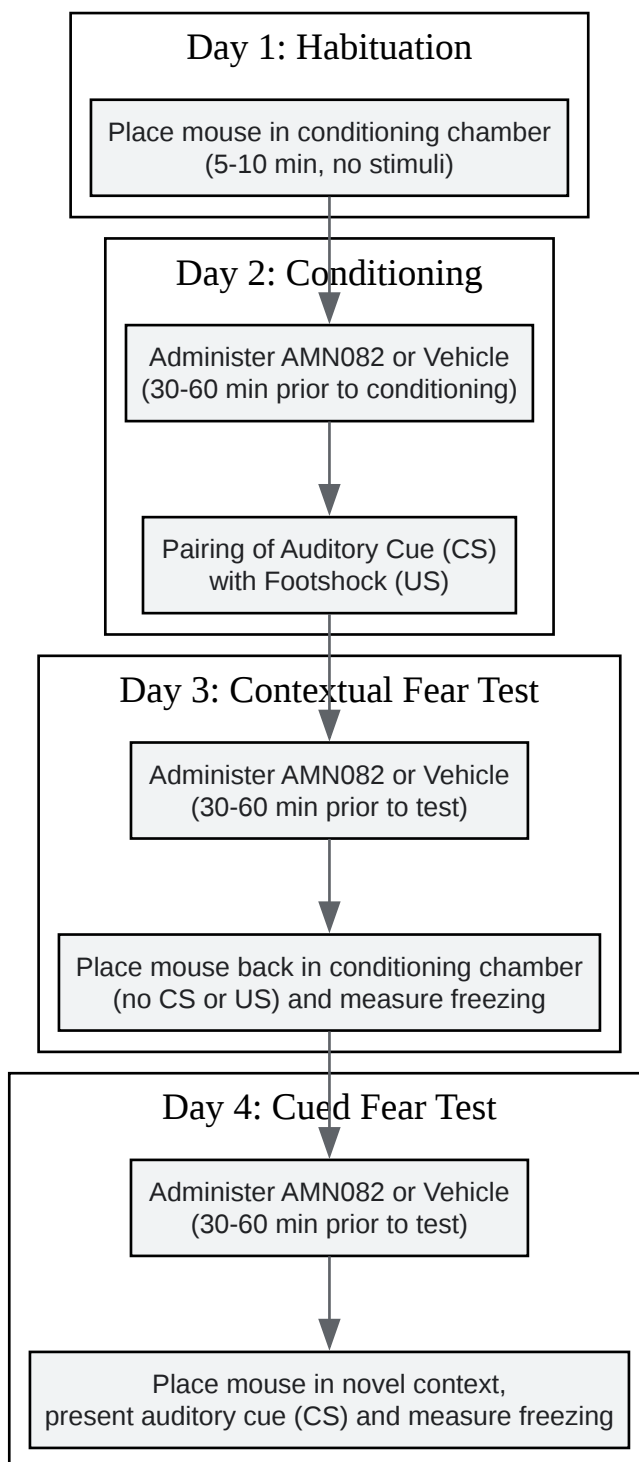 Day 1: Habituation
Place mouse in conditioning chamber
(5-10 min, no stimuli)
Day 2: Conditioning
Administer AMN082 or Vehicle
(30-60 min prior to conditioning)
Pairing of Auditory Cue (CS)
with Footshock (US)
Day 3: Contextual Fear Test
Administer AMN082 or Vehicle
(30-60 min prior to test)
Place mouse back in conditioning chamber
(no CS or US) and measure freezing
Day 4: Cued Fear Test
Administer AMN082 or Vehicle
(30-60 min prior to test)
Place mouse in novel context,
present auditory cue (CS) and measure freezing